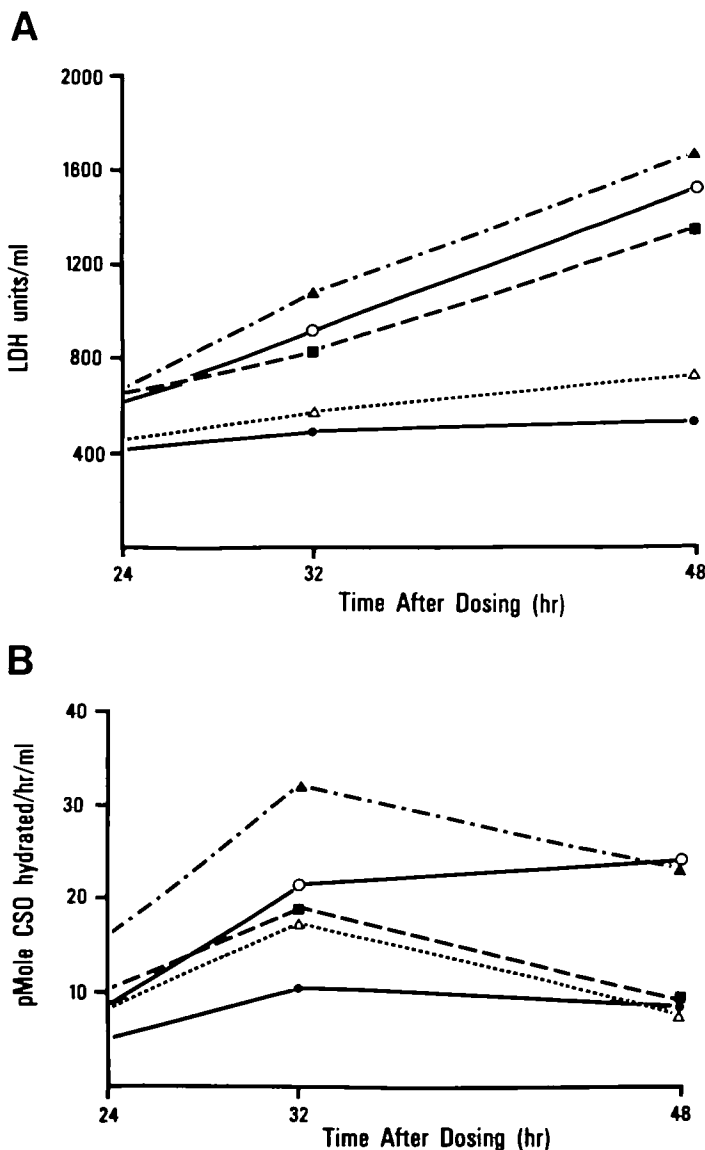 A
2000
1600
1200
800
400
LDH units/ml
24
32
48
Time After Dosing (hr)
B
40
30
20
10
pMole CSO hydrated/hr/ml
24
32
48
Time After Dosing (hr)